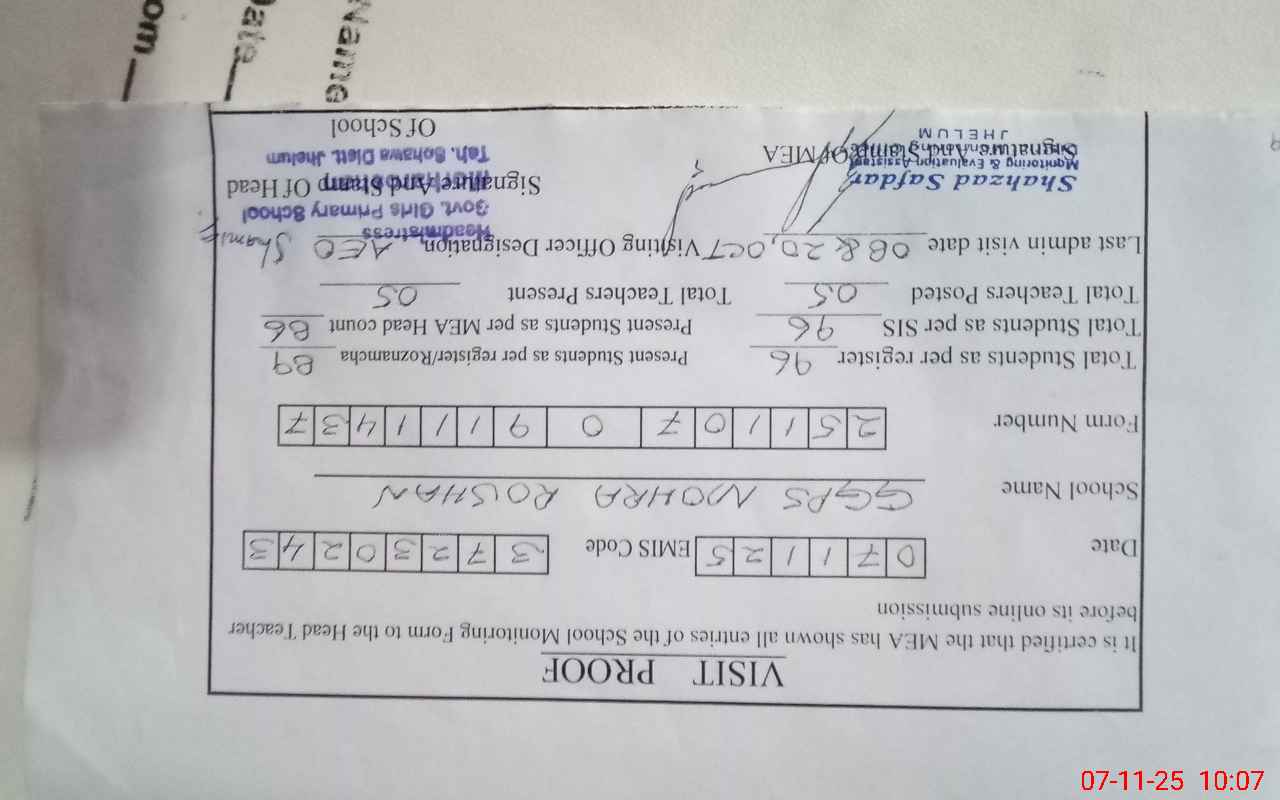 VISIT PROOF
It is certified that the MEA has shown all entries of the School Monitoring Form to the Head Teacher
before its online submission
Date 0 7 1 1 2 5 EMIS Code 3 7 2 3 0 2 4 3
School Name GGPS MOHRA ROSHAN
Form Number 2 5 1 1 0 7 0 9 1 1 1 4 3 7
Total Students as per register 96 Present Students as per register/Roznamcha 89
Total Students as per SIS 96 Present Students as per MEA Head count 86
Total Teachers Posted 05 Total Teachers Present 05
Last admin visit date 08 & 20, OCT Visiting Officer Designation, AEO
Headmistress
Govt. Girls Primary School
Teh. Sohawa Distt. Jhelum
Shahzad Safdar
Monitoring & Evaluation Assistant
JHELUM
Signature And Stamp Of MEA
Signature And Stamp Of Head
Of School
Name
Date
om
07-11-25 10:07